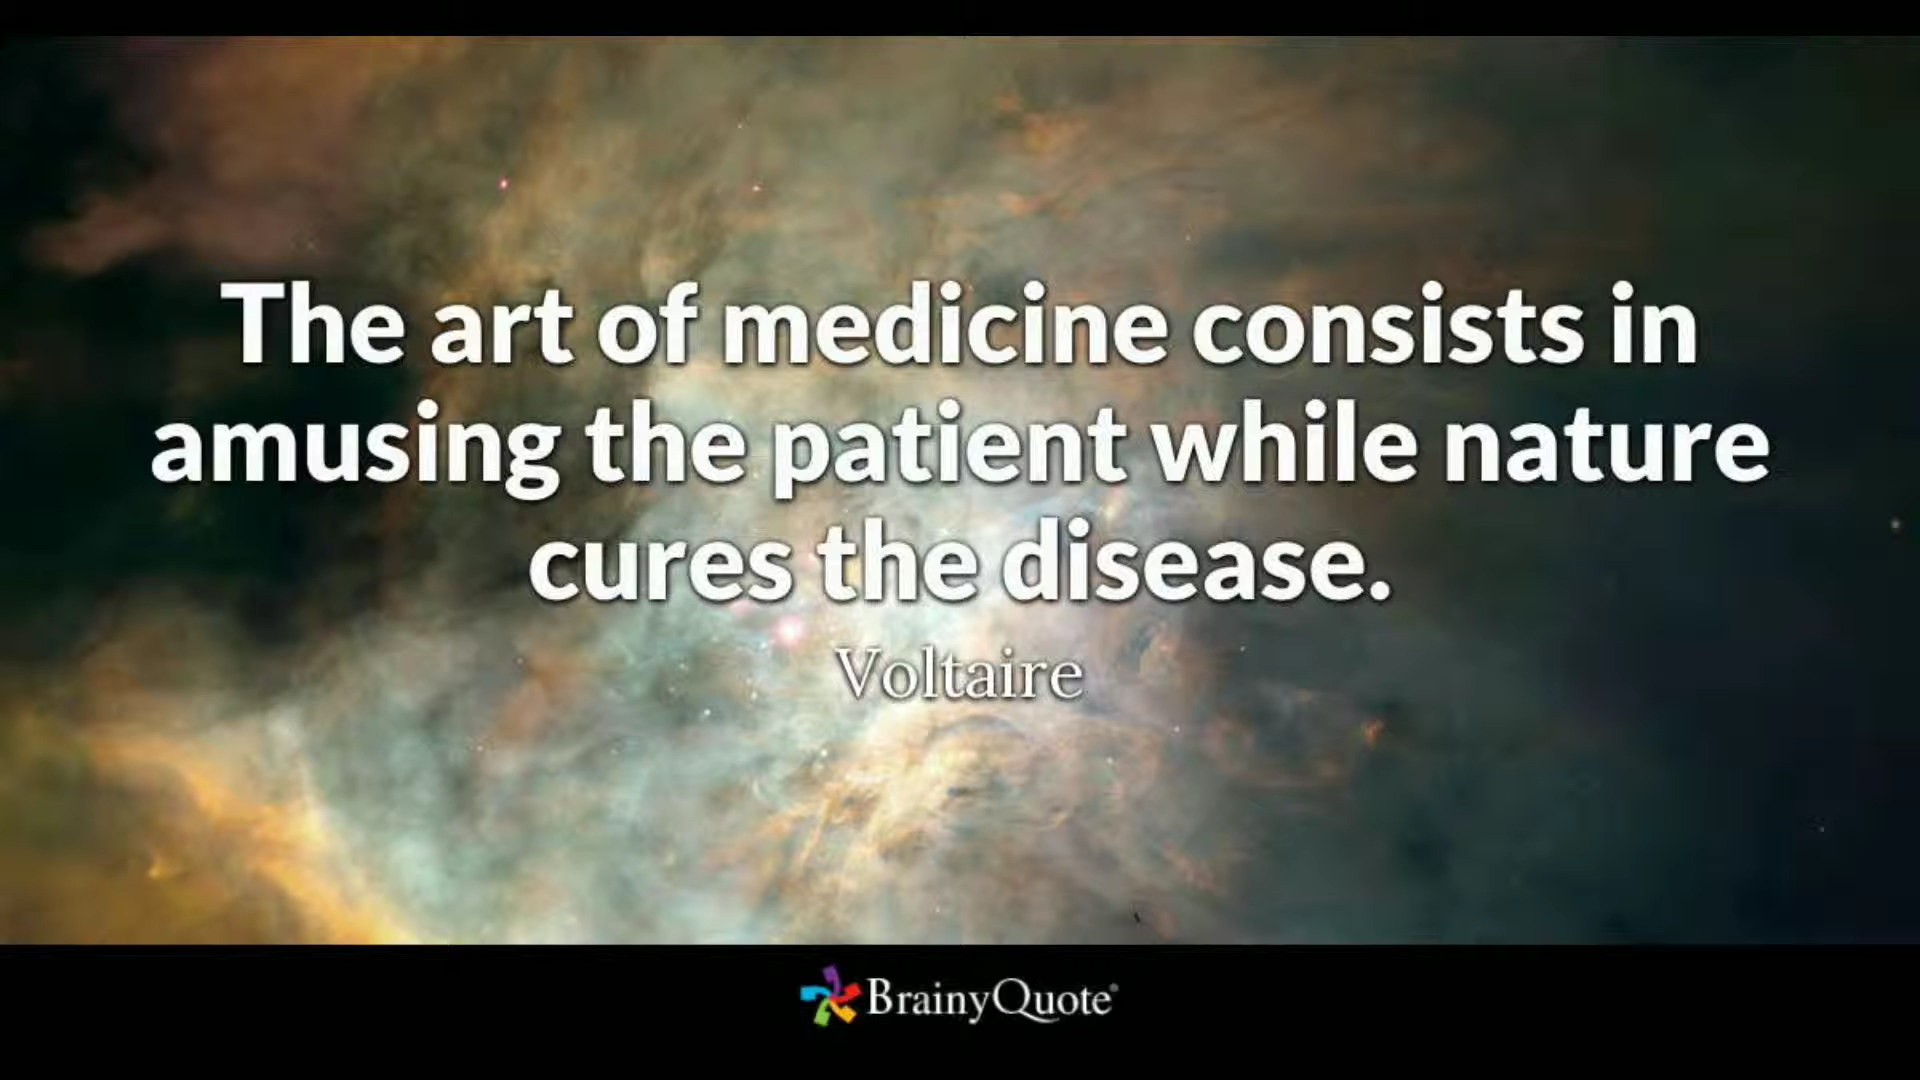 The art of medicine consists in
amusing the patient while nature
cures the disease.
Voltaire
BrainyQuote®